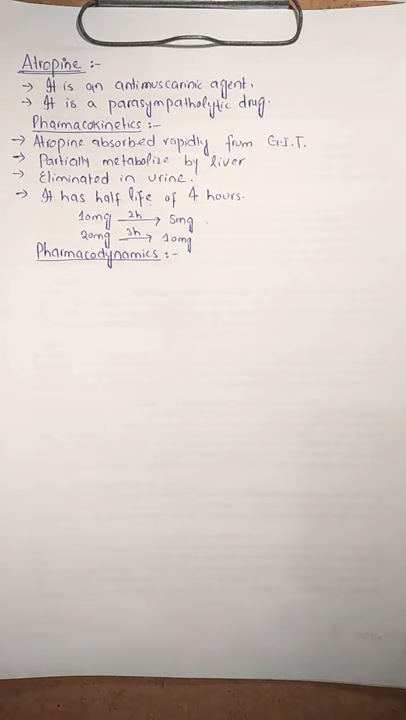 Atropine :-
→ It is an antimuscarinic agent.
→ It is a parasympatholytic drug.
Pharmacokinetics :-
→ Atropine absorbed rapidly from G.I.T.
→ Partially metabolize by liver
→ Eliminated in urine.
→ It has half life of 4 hours.
10mg 2h→ 5mg
20mg 3h→ 10mg
Pharmacodynamics :-